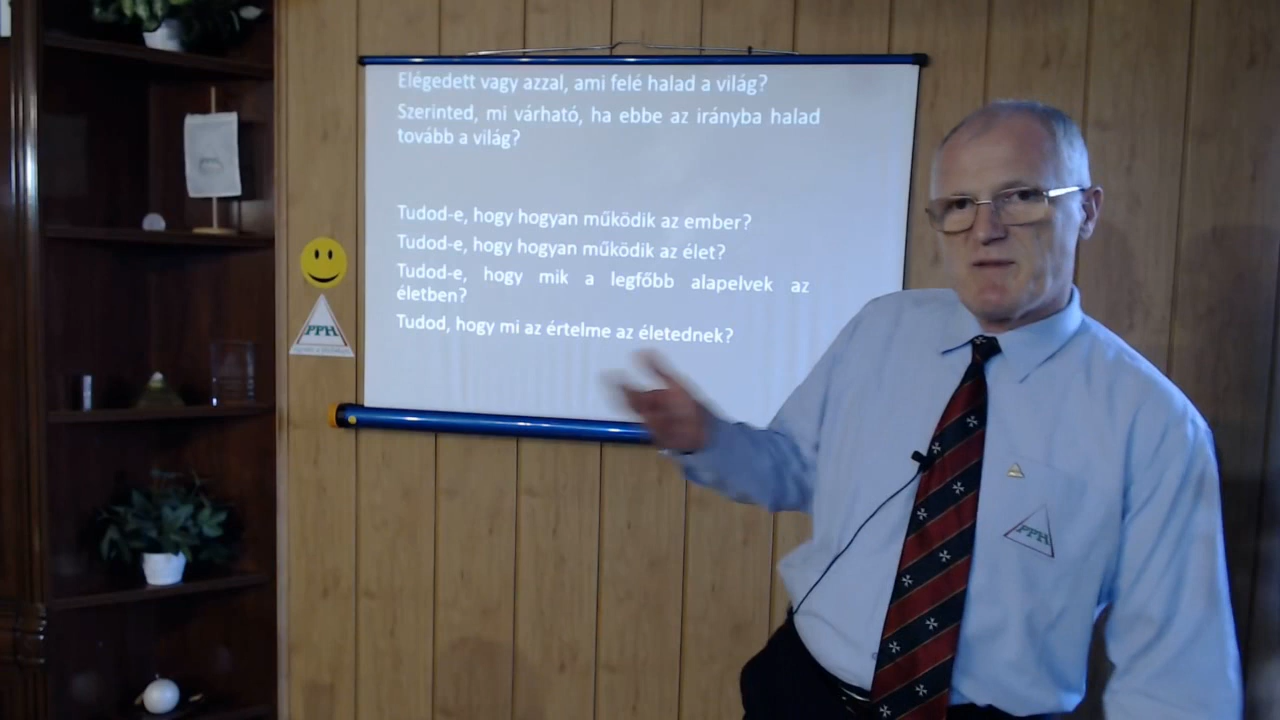 Elégedett vagy azzal, ami felé halad a világ?
Szerinted, mi várható, ha ebbe az irányba halad
tovább a világ?
Tudod-e, hogy hogyan működik az ember?
Tudod-e, hogy hogyan működik az élet?
Tudod-e, hogy mik a legfőbb alapelvek az
életben?
Tudod, hogy mi az értelme az életednek?
PPH
PPH